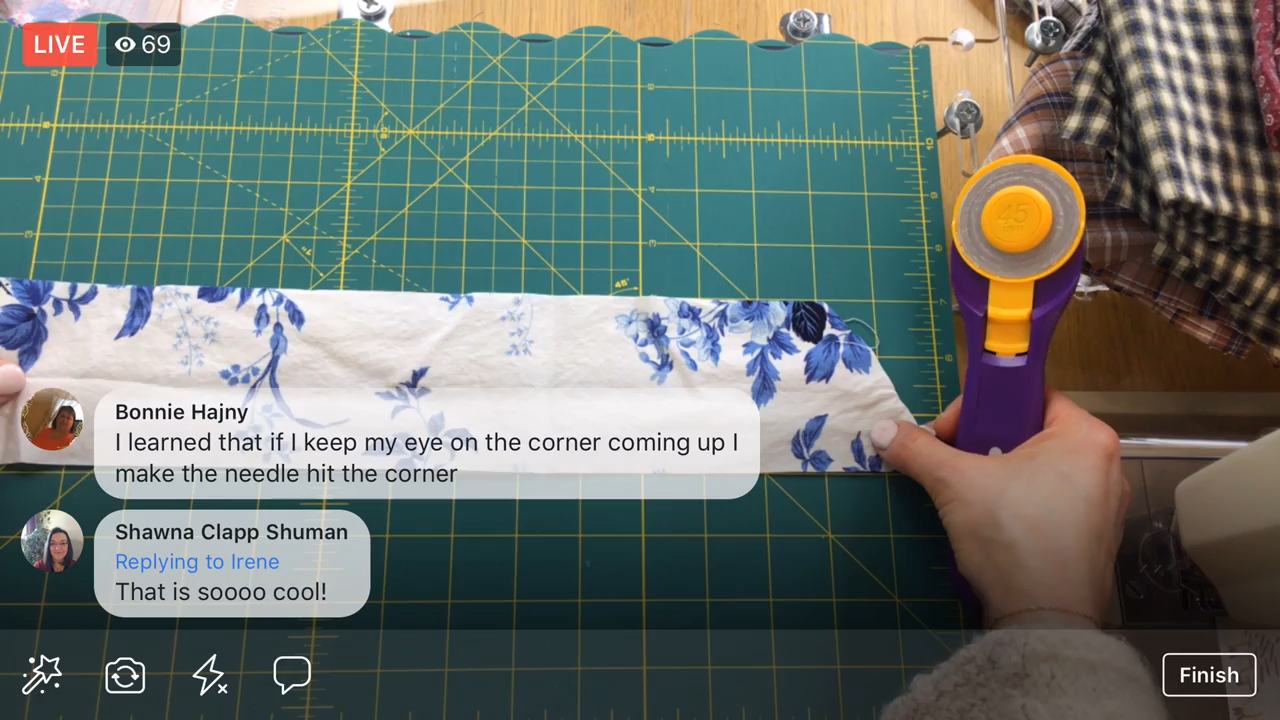 LIVE
69
45
45°
Bonnie Hajny
I learned that if I keep my eye on the corner coming up I
make the needle hit the corner
Shawna Clapp Shuman
Replying to Irene
That is soooo cool!
Finish